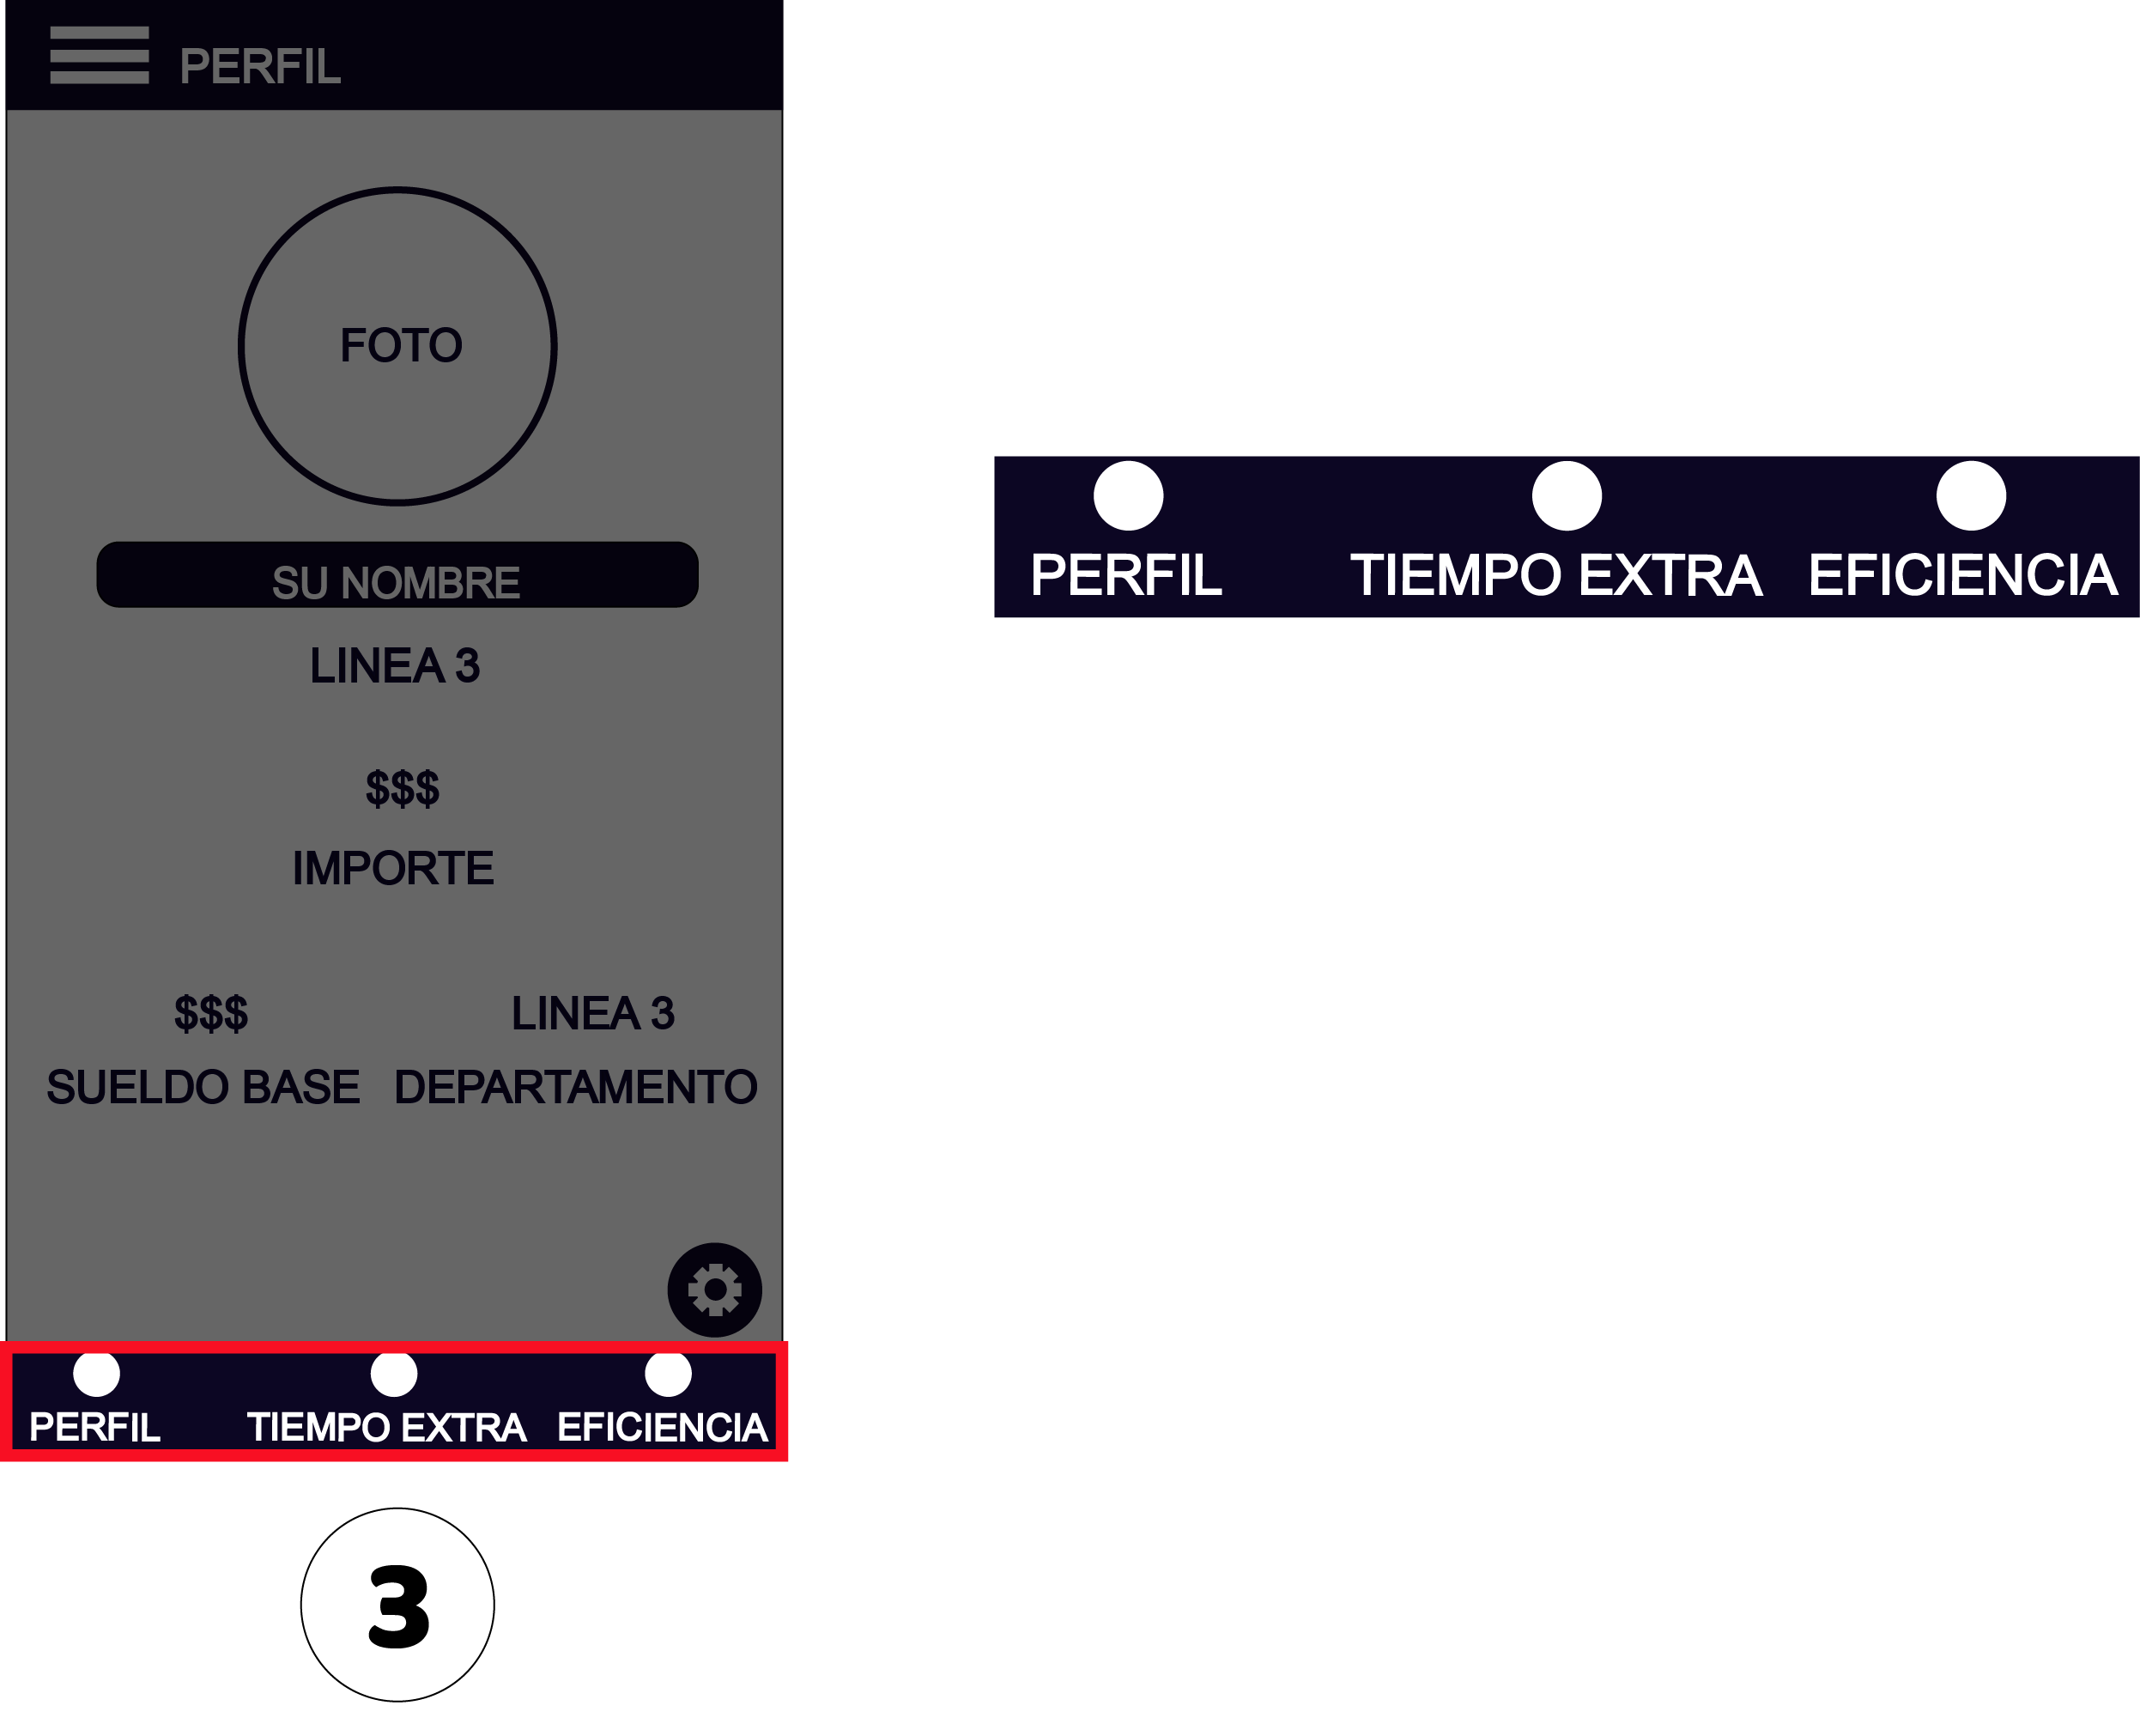 PERFIL
FOTO
SU NOMBRE
LINEA 3
$$$
IMPORTE
$$$ LINEA 3
SUELDO BASE DEPARTAMENTO
PERFIL TIEMPO EXTRA EFICIENCIA
3
PERFIL TIEMPO EXTRA EFICIENCIA